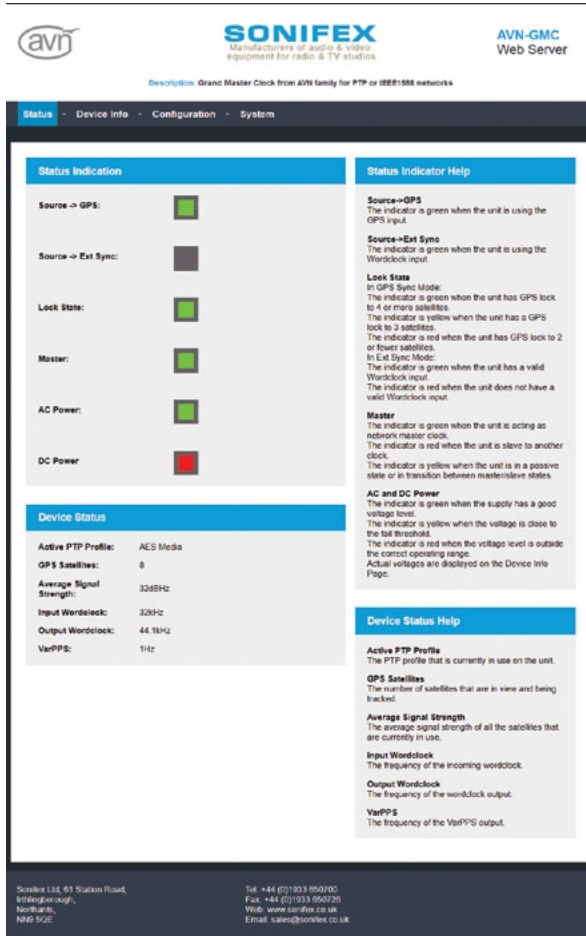 avn
SONIFEX
Manufacturers of audio & video
equipment for radio & TV studios
AVN-GMC
Web Server
Description Grand Master Clock from AVN family for PTP or IEEE1588 networks
Status - Device Info - Configuration - System
Status Indication
Source -> GPS:
Source -> Ext Sync:
Lock State:
Master:
AC Power:
DC Power
Device Status
Active PTP Profile: AES Media
GPS Satellites: 8
Average Signal
Strength: 32dBHz
Input Wordclock: 32kHz
Output Wordclock: 44.1kHz
VarPPS: 1Hz
Status Indicator Help
Source->GPS
The indicator is green when the unit is using the
GPS input.
Source->Ext Sync
The indicator is green when the unit is using the
Wordclock input.
Lock State
In GPS Sync Mode:
The indicator is green when the unit has GPS lock
to 4 or more satellites.
The indicator is yellow when the unit has a GPS
lock to 3 satellites.
The indicator is red when the unit has GPS lock to 2
or fewer satellites.
In Ext Sync Mode:
The indicator is green when the unit has a valid
Wordclock input.
The indicator is red when the unit does not have a
valid Wordclock input.
Master
The indicator is green when the unit is acting as
network master clock.
The indicator is red when the unit is slave to another
clock.
The indicator is yellow when the unit is in a passive
state or in transition between master/slave states.
AC and DC Power
The indicator is green when the supply has a good
voltage level.
The indicator is yellow when the voltage is close to
the fail threshold.
The indicator is red when the voltage level is outside
the correct operating range.
Actual voltages are displayed on the Device Info
Page.
Device Status Help
Active PTP Profile
The PTP profile that is currently in use on the unit.
GPS Satellites
The number of satellites that are in view and being
tracked.
Average Signal Strength
The average signal strength of all the satellites that
are currently in use.
Input Wordclock
The frequency of the incoming wordclock.
Output Wordclock
The frequency of the wordclock output.
VarPPS
The frequency of the VarPPS output.
Sonifex Ltd, 61 Station Road,
Irthlingborough,
Northants,
NN9 5QE
Tel: +44 (0)1933 650700
Fax: +44 (0)1933 650726
Web: www.sonifex.co.uk
Email: sales@sonifex.co.uk